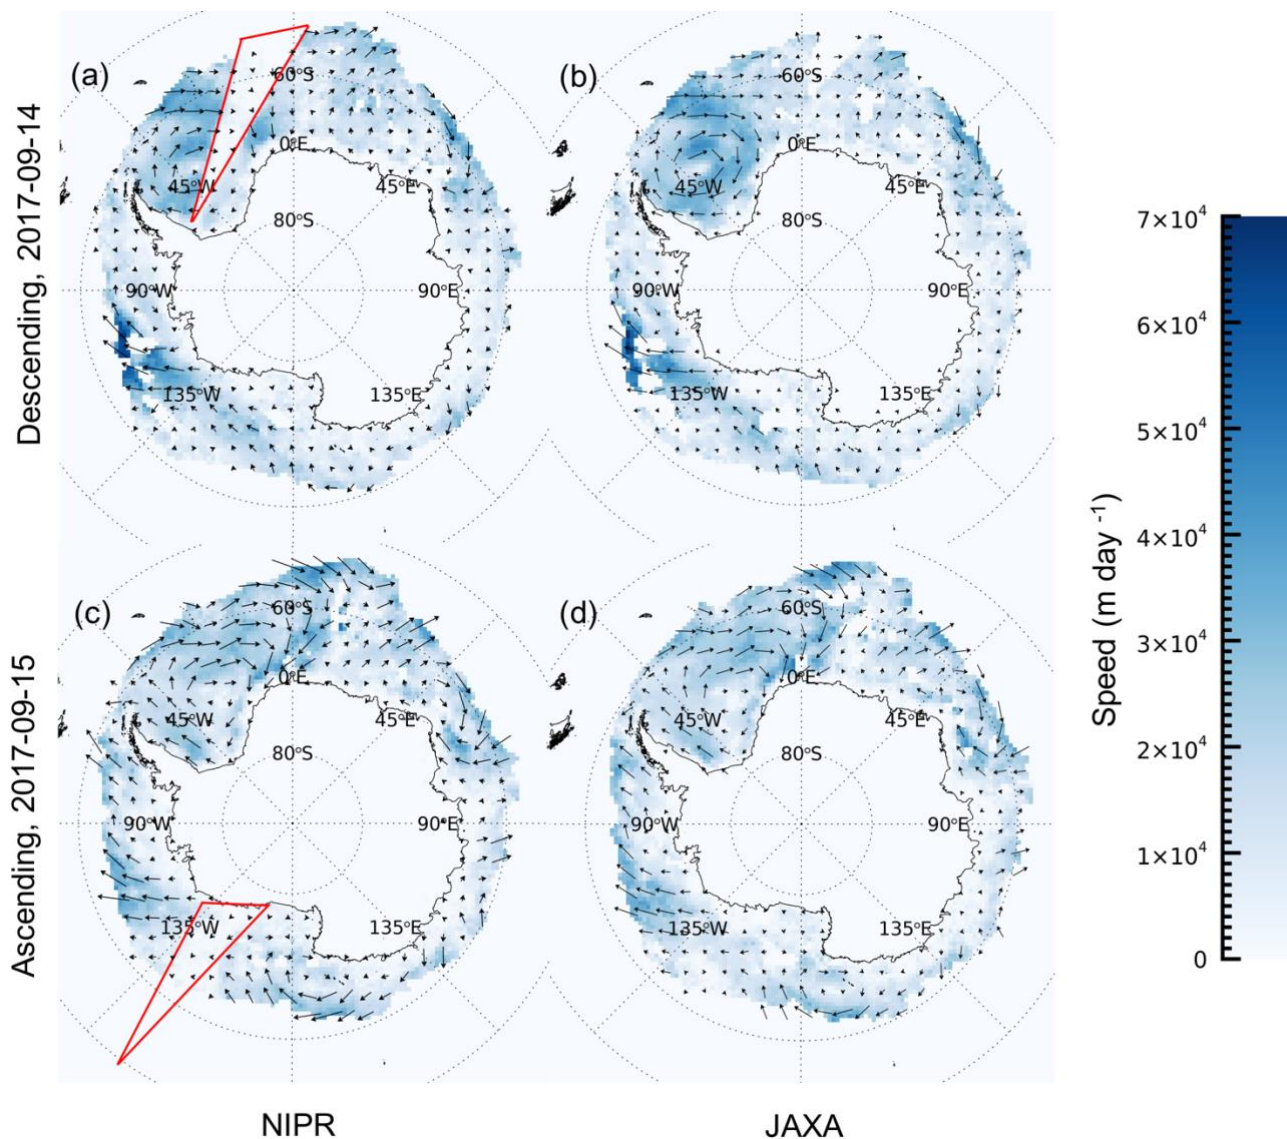 (a)
60°S
0°E
45°W
45°E
80°S
90°W
90°E
135°W
135°E
(b)
60°S
0°E
45°W
45°E
80°S
90°W
90°E
135°W
135°E
Descending, 2017-09-14
(c)
60°S
0°E
45°W
45°E
80°S
90°W
90°E
135°W
135°E
(d)
60°S
0°E
45°W
45°E
80°S
90°W
90°E
135°W
135°E
Ascending, 2017-09-15
NIPR
JAXA
Speed (m day ⁻¹)
7×10⁴
6×10⁴
5×10⁴
4×10⁴
3×10⁴
2×10⁴
1×10⁴
0